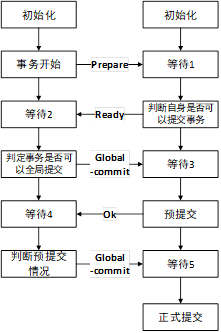 初始化
初始化
事务开始
Prepare
等待1
等待2
Ready
判断自身是否可
以提交事务
判定事务是否可
以全局提交
Global
-commit
等待3
等待4
Ok
预提交
判断预提交
情况
Global
-commit
等待5
正式提交